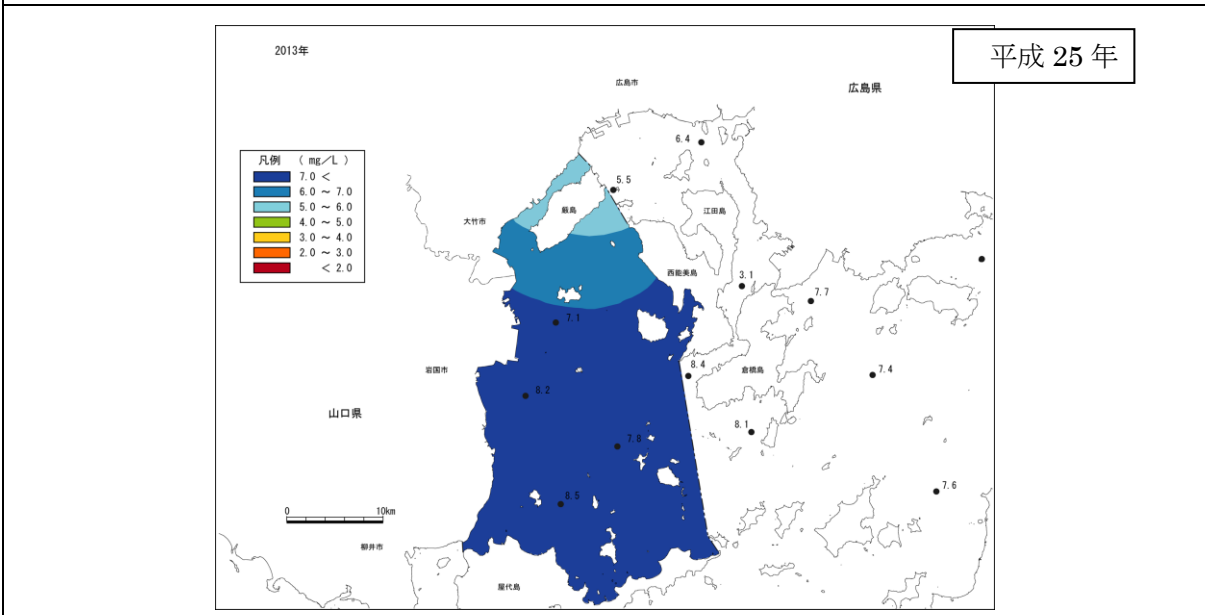 2013年
平成 25 年
広島市
広島県
6.4
凡例 ( mg/L )
7.0 <
6.0 ~ 7.0
5.0 ~ 6.0
4.0 ~ 5.0
3.0 ~ 4.0
2.0 ~ 3.0
< 2.0
5.5
厳島
江田島
大竹市
西能美島
3.1
7.7
7.1
8.4
岩国市
倉橋島
7.4
8.2
山口県
8.1
7.8
7.6
8.5
0 10km
柳井市
屋代島